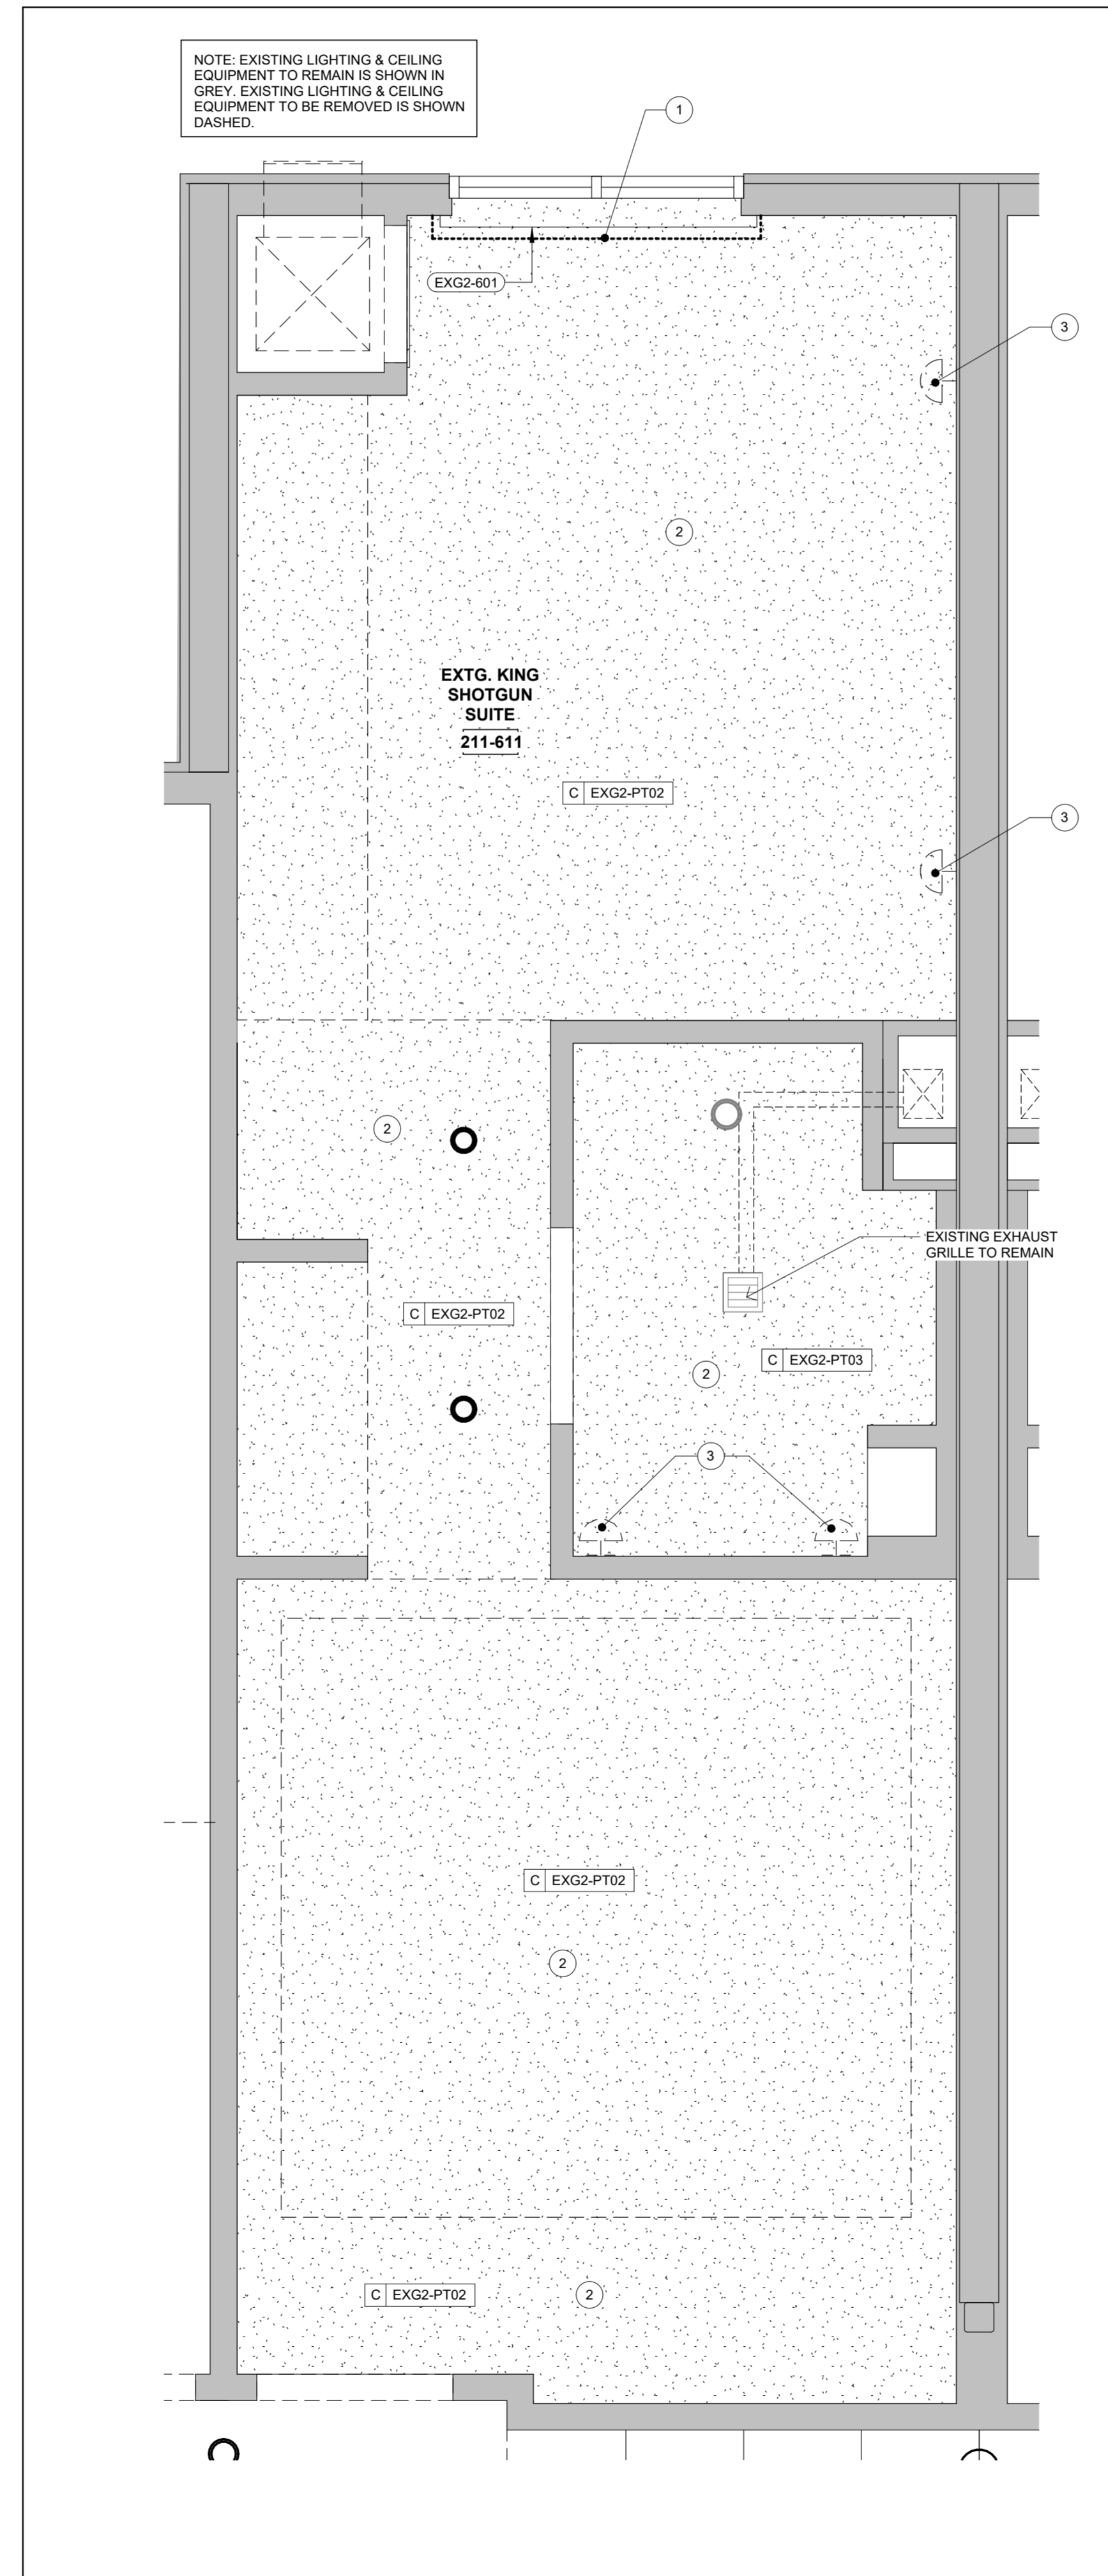 NOTE: EXISTING LIGHTING & CEILING
EQUIPMENT TO REMAIN IS SHOWN IN
GREY. EXISTING LIGHTING & CEILING
EQUIPMENT TO BE REMOVED IS SHOWN
DASHED.
1
EXG2-601
3
2
EXTG. KING
SHOTGUN
SUITE
211-611
C EXG2-PT02
3
2
EXISTING EXHAUST
GRILLE TO REMAIN
C EXG2-PT02
C EXG2-PT03
2
3
C EXG2-PT02
2
C EXG2-PT02
2